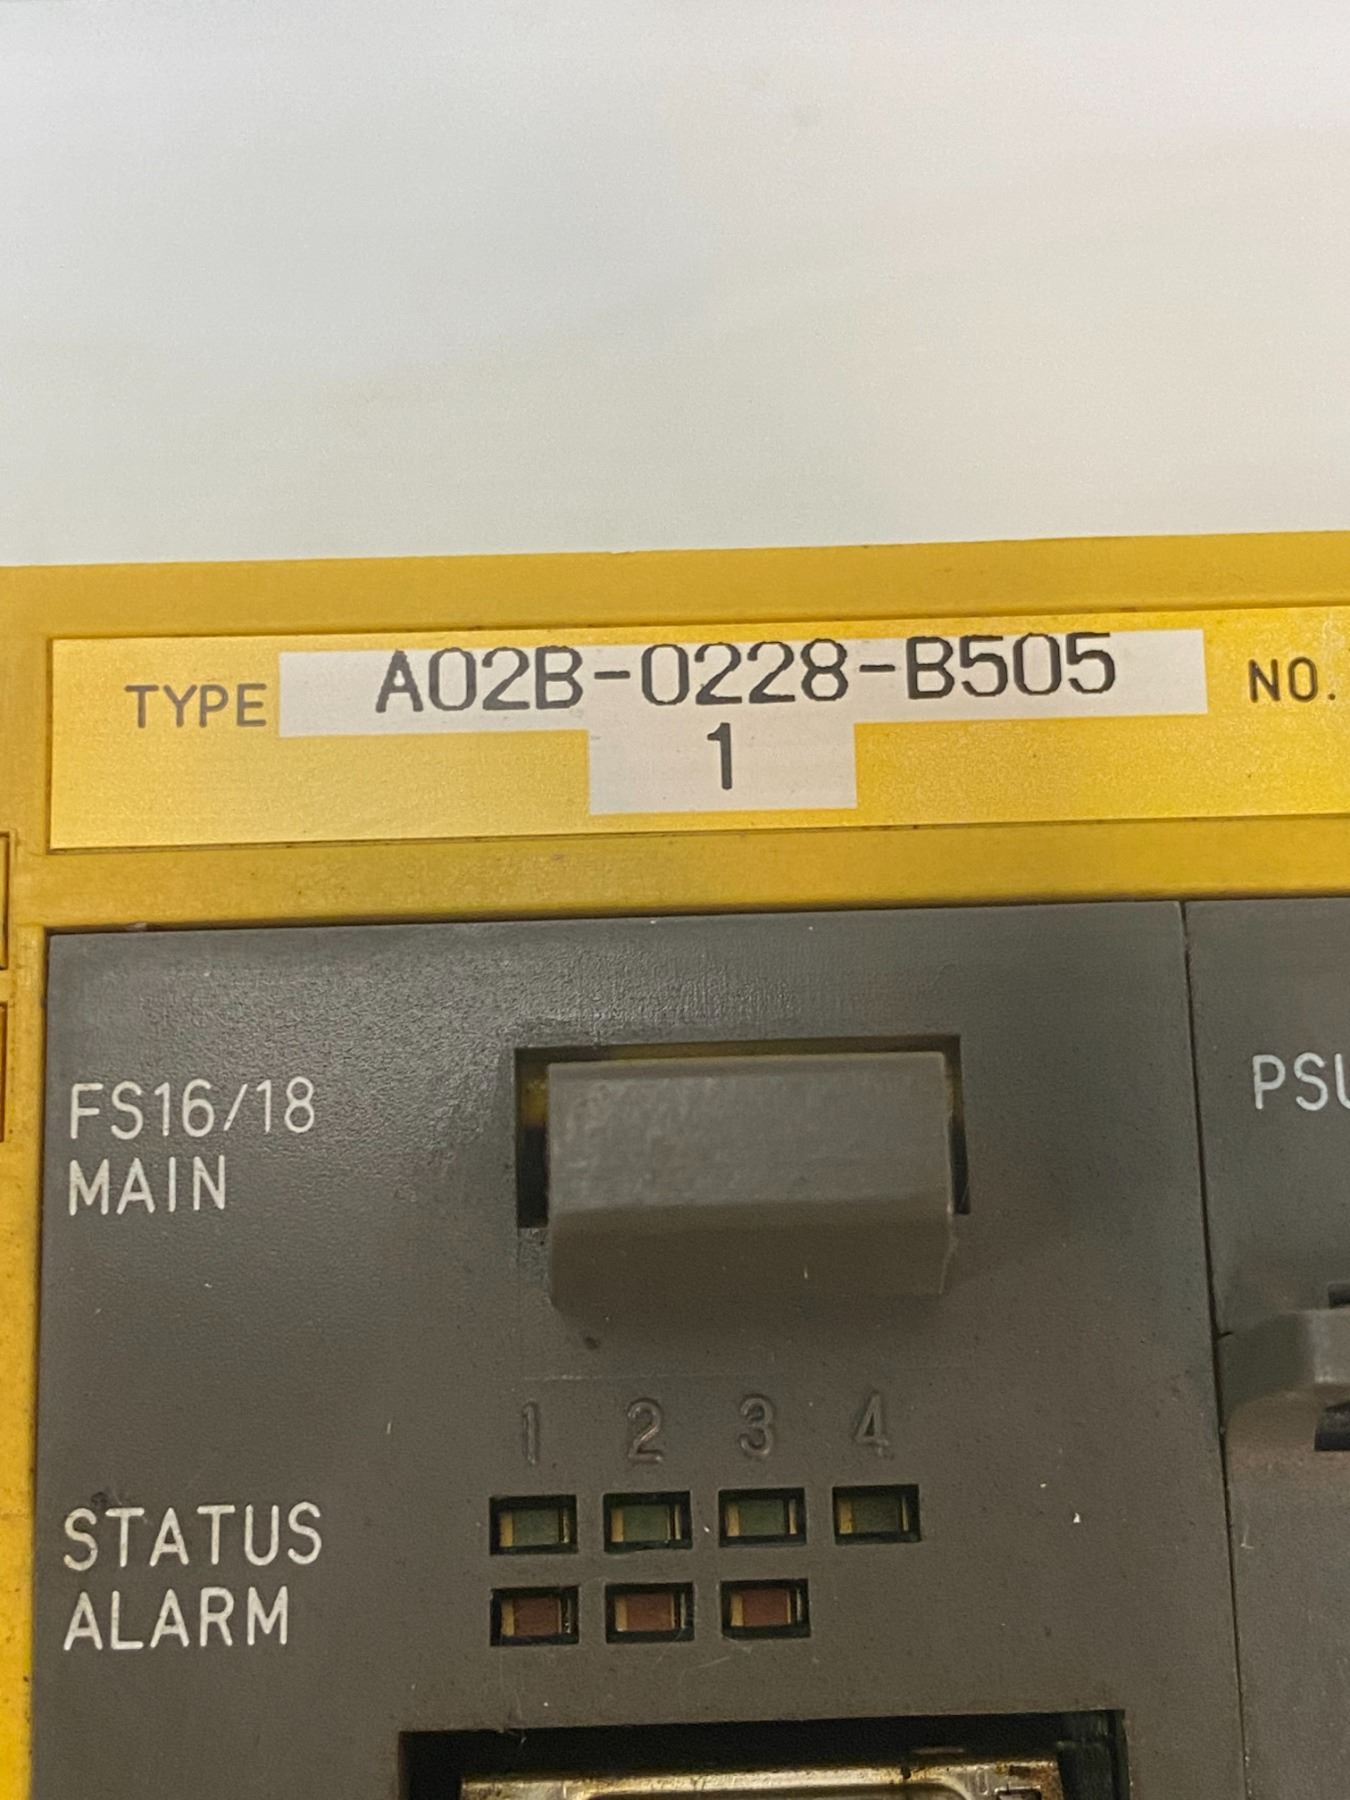 TYPE A02B-0228-B505 NO.
1
FS16/18
MAIN
PSU
1 2 3 4
STATUS
ALARM